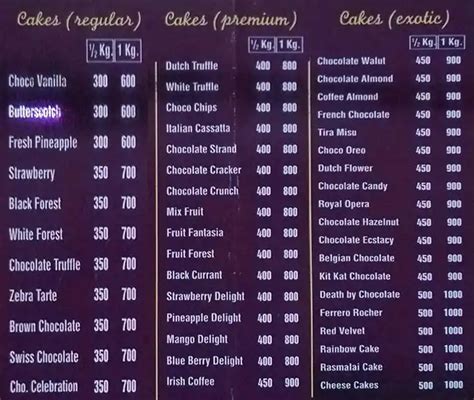 Cakes (regular)
½ Kg. 1 Kg.
Choco Vanilla 300 600
Butterscotch 300 600
Fresh Pineapple 300 600
Strawberry 350 700
Black Forest 350 700
White Forest 350 700
Chocolate Truffle 350 700
Zebra Tarte 350 700
Brown Chocolate 350 700
Swiss Chocolate 350 700
Cho. Celebration 350 700
Cakes (premium)
½ Kg. 1 Kg.
Dutch Truffle 400 800
White Truffle 400 800
Choco Chips 400 800
Italian Cassatta 400 800
Chocolate Strand 400 800
Chocolate Cracker 400 800
Chocolate Crunch 400 800
Mix Fruit 400 800
Fruit Fantasia 400 800
Fruit Forest 400 800
Black Currant 400 800
Strawberry Delight 400 800
Pineapple Delight 400 800
Mango Delight 400 800
Blue Berry Delight 400 800
Irish Coffee 450 900
Cakes (exotic)
½ Kg. 1 Kg.
Chocolate Walut 450 900
Chocolate Almond 450 900
Coffee Almond 450 900
French Chocolate 450 900
Tira Misu 450 900
Choco Oreo 450 900
Dutch Flower 450 900
Chocolate Candy 450 900
Royal Opera 450 900
Chocolate Hazelnut 450 900
Chocolate Ecstacy 450 900
Belgian Chocolate 450 900
Kit Kat Chocolate 450 900
Death by Chocolate 500 1000
Ferrero Rocher 500 1000
Red Velvet 500 1000
Rainbow Cake 500 1000
Rasmalai Cake 500 1000
Cheese Cakes 500 1000